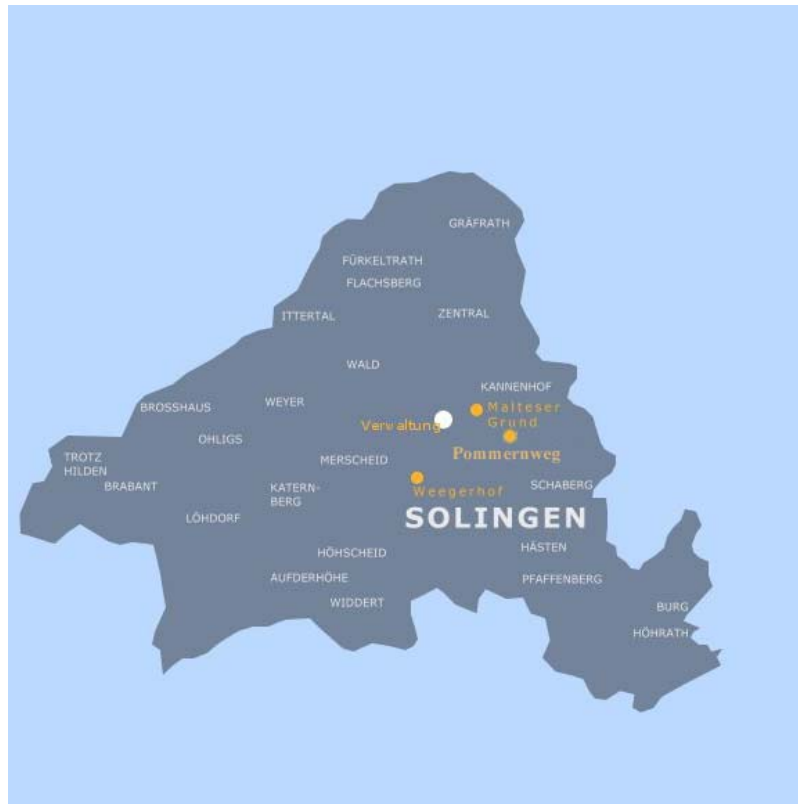 GRÄFRATH
FÜRKELTRATH
FLACHSBERG
ITTERTAL
ZENTRAL
WALD
KANNENHOF
WEYER
BROSSHAUS
Malteser
Grund
Verwaltung
OHLIGS
Pommernweg
TROTZ
HILDEN
MERSCHEID
BRABANT
KATERN-
BERG
SCHABERG
Weegerhof
LÖHDORF
SOLINGEN
HÖHSCHEID
HÄSTEN
AUFDERHÖHE
PFAFFENBERG
WIDDERT
BURG
HÖHRATH